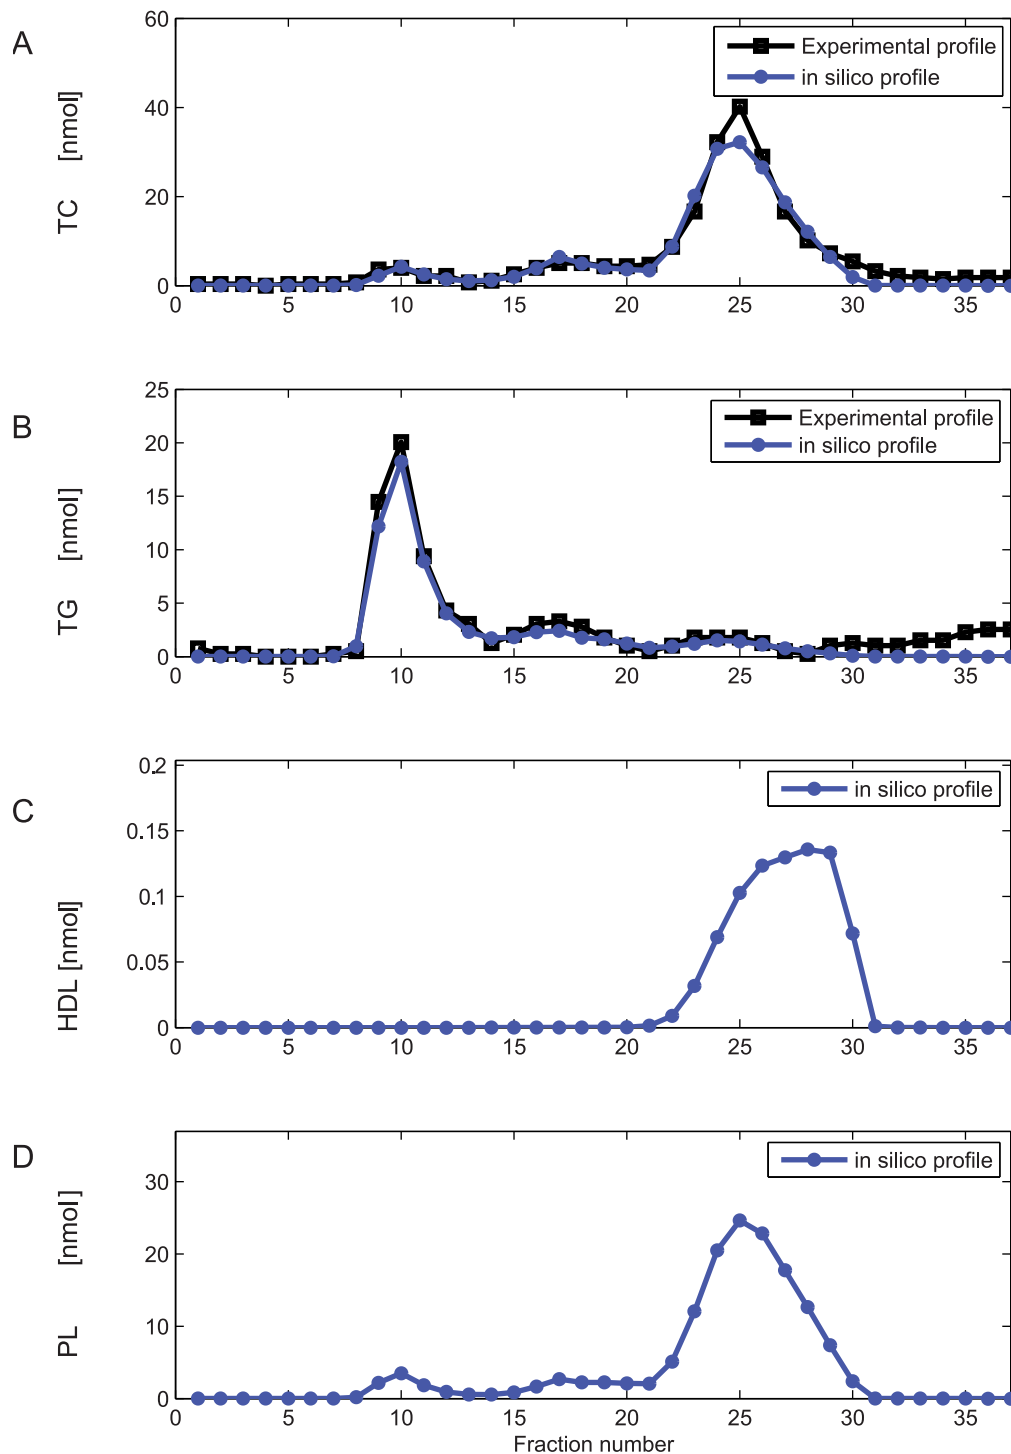 A
TC [nmol]
60
40
20
0
Experimental profile
in silico profile
0 5 10 15 20 25 30 35
B
TG [nmol]
25
20
15
10
5
0
Experimental profile
in silico profile
0 5 10 15 20 25 30 35
C
HDL [nmol]
0.2
0.15
0.1
0.05
0
in silico profile
0 5 10 15 20 25 30 35
D
PL [nmol]
30
20
10
0
in silico profile
0 5 10 15 20 25 30 35
Fraction number